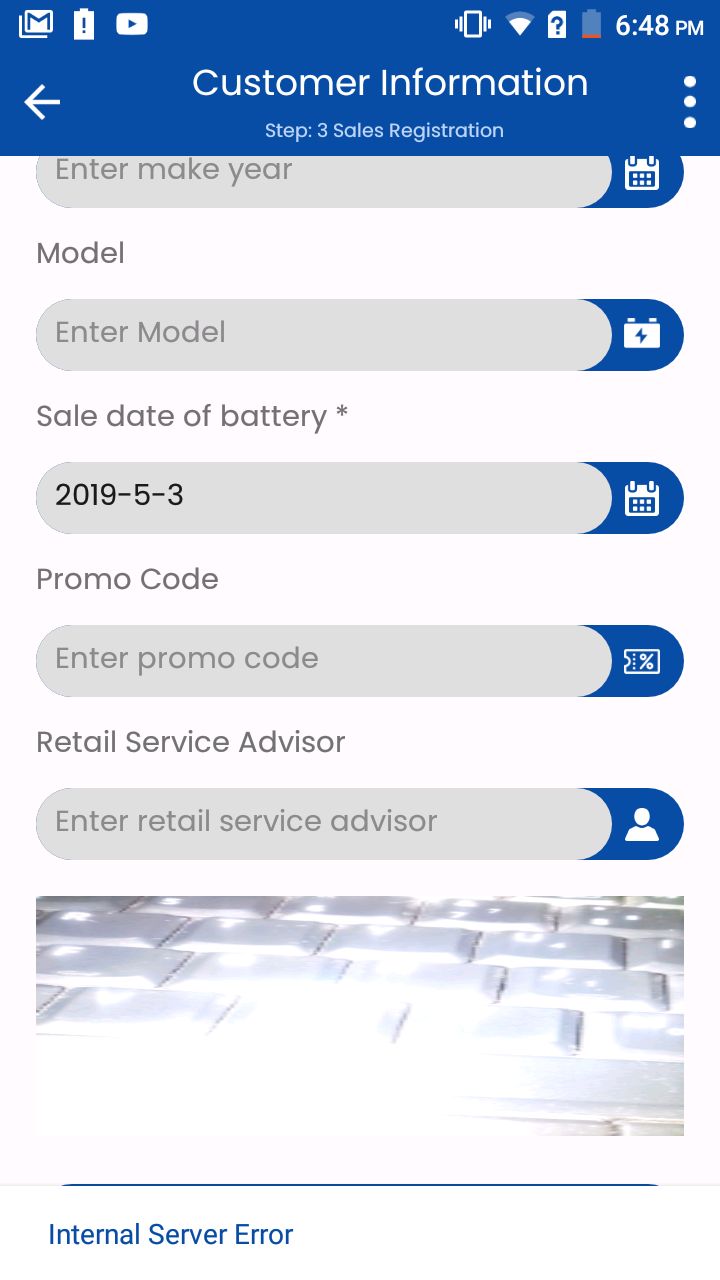 6:48 PM
Customer Information
Step: 3 Sales Registration
Enter make year
Model
Enter Model
Sale date of battery *
2019-5-3
Promo Code
Enter promo code
Retail Service Advisor
Enter retail service advisor
Internal Server Error